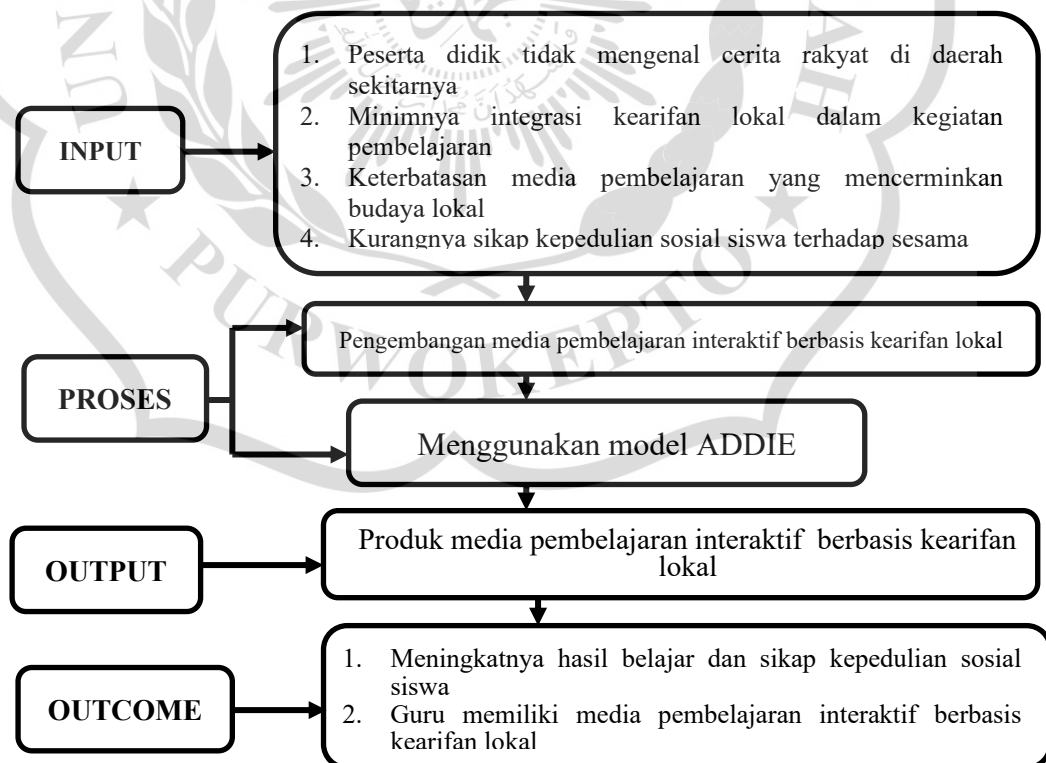 INPUT
1. Peserta didik tidak mengenal cerita rakyat di daerah
sekitarnya
2. Minimnya integrasi kearifan lokal dalam kegiatan
pembelajaran
3. Keterbatasan media pembelajaran yang mencerminkan
budaya lokal
4. Kurangnya sikap kepedulian sosial siswa terhadap sesama
PROSES
Pengembangan media pembelajaran interaktif berbasis kearifan lokal
Menggunakan model ADDIE
OUTPUT
Produk media pembelajaran interaktif berbasis kearifan
lokal
OUTCOME
1. Meningkatnya hasil belajar dan sikap kepedulian sosial
siswa
2. Guru memiliki media pembelajaran interaktif berbasis
kearifan lokal
PURWOKERTO